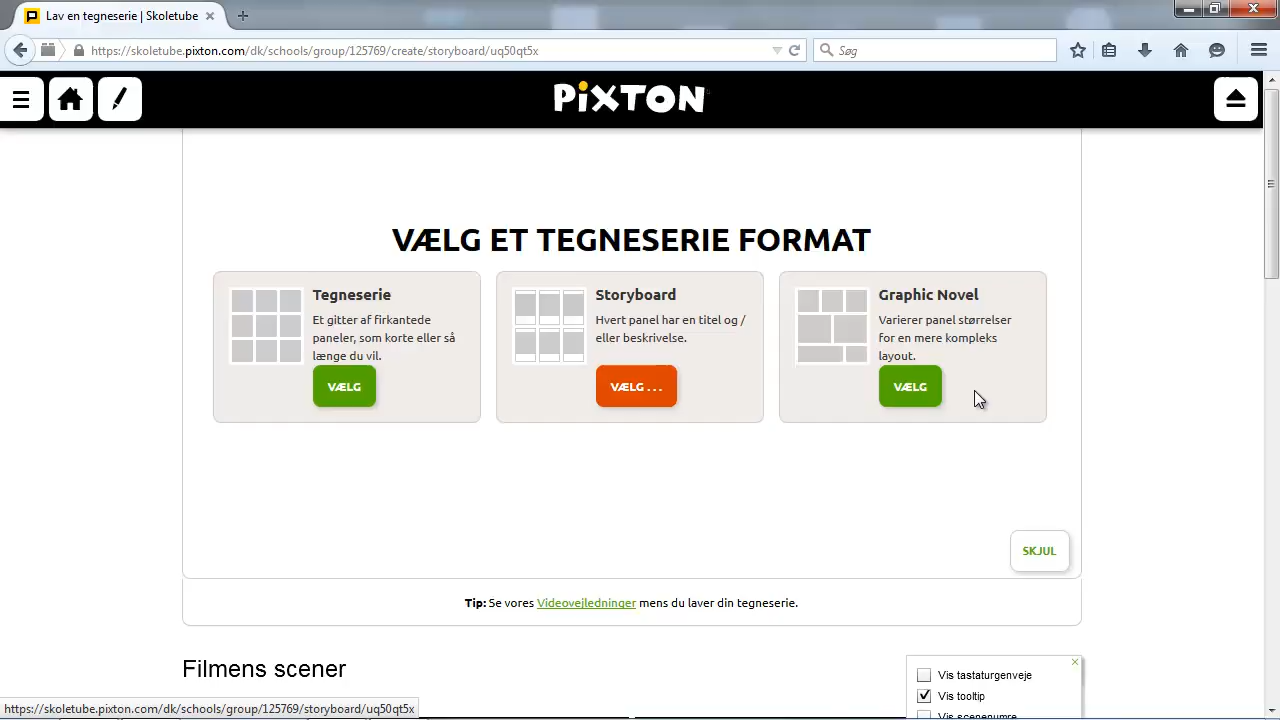 Lav en tegneserie | Skoletube
https://skoletube.pixton.com/dk/schools/group/125769/create/storyboard/uq50qt5x
Søg
PIXTON
VÆLG ET TEGNESERIE FORMAT
Tegneserie
Et gitter af firkantede
paneler, som korte eller så
længe du vil.
VÆLG
Storyboard
Hvert panel har en titel og /
eller beskrivelse.
VÆLG . . .
Graphic Novel
Varierer panel størrelser
for en mere kompleks
layout.
VÆLG
SKJUL
Tip: Se vores Videovejledninger mens du laver din tegneserie.
Filmens scener
Vis tastaturgenveje
Vis tooltip
Vis scenenumre
https://skoletube.pixton.com/dk/schools/group/125769/storyboard/uq50qt5x